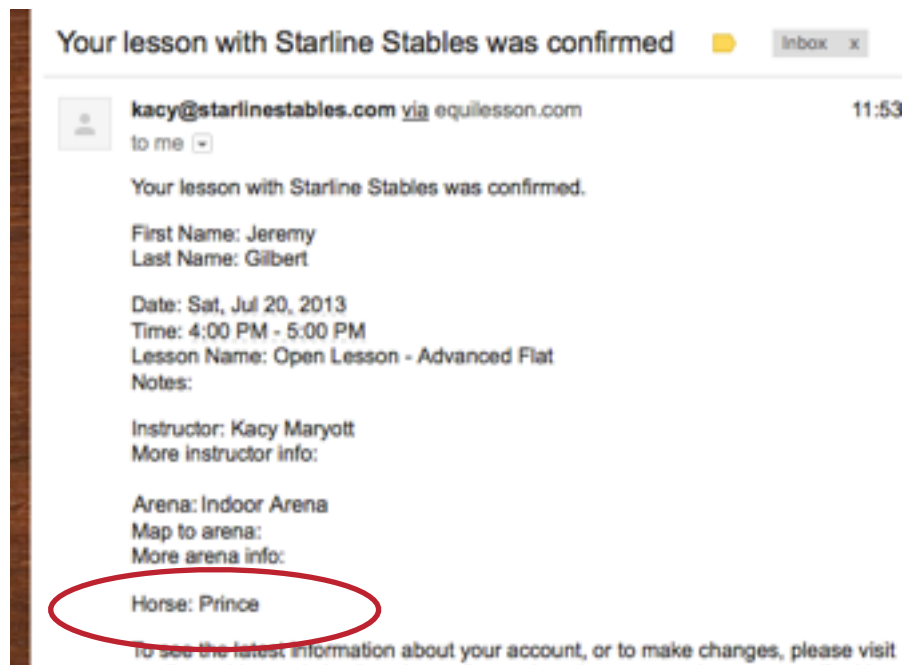 Your lesson with Starline Stables was confirmed Inbox x
kacy@starlinestables.com via equilesson.com 11:53
to me
Your lesson with Starline Stables was confirmed.
First Name: Jeremy
Last Name: Gilbert
Date: Sat, Jul 20, 2013
Time: 4:00 PM - 5:00 PM
Lesson Name: Open Lesson - Advanced Flat
Notes:
Instructor: Kacy Maryott
More instructor info:
Arena: Indoor Arena
Map to arena:
More arena info:
Horse: Prince
To see the latest information about your account, or to make changes, please visit